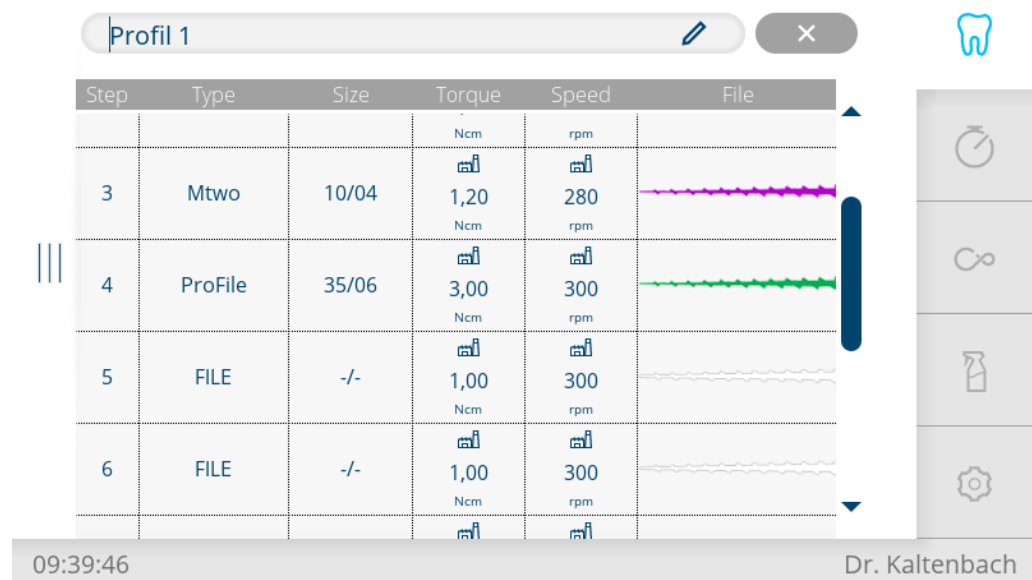 Profil 1
Step Type Size Torque Speed File
Ncm rpm
3 Mtwo 10/04 1,20 280
Ncm rpm
4 ProFile 35/06 3,00 300
Ncm rpm
5 FILE -/- 1,00 300
Ncm rpm
6 FILE -/- 1,00 300
Ncm rpm
09:39:46 Dr. Kaltenbach